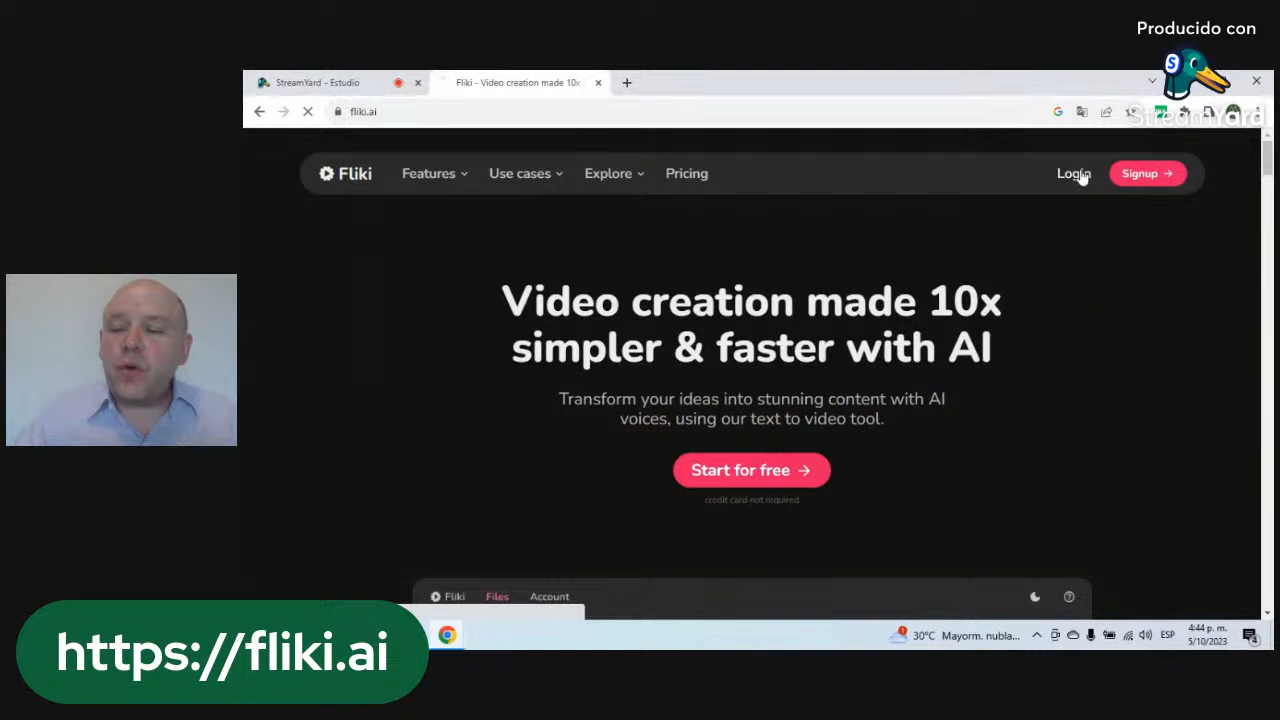 Producido con
StreamYard
StreamYard - Estudio
Fliki - Video creation made 10x
fliki.ai
Fliki
Features
Use cases
Explore
Pricing
Login
Signup →
Video creation made 10x
simpler & faster with AI
Transform your ideas into stunning content with AI
voices, using our text to video tool.
Start for free →
credit card not required
Fliki
Files
Account
https://fliki.ai
30°C Mayorm. nubla...
ESP
4:44 p. m.
5/10/2023
4